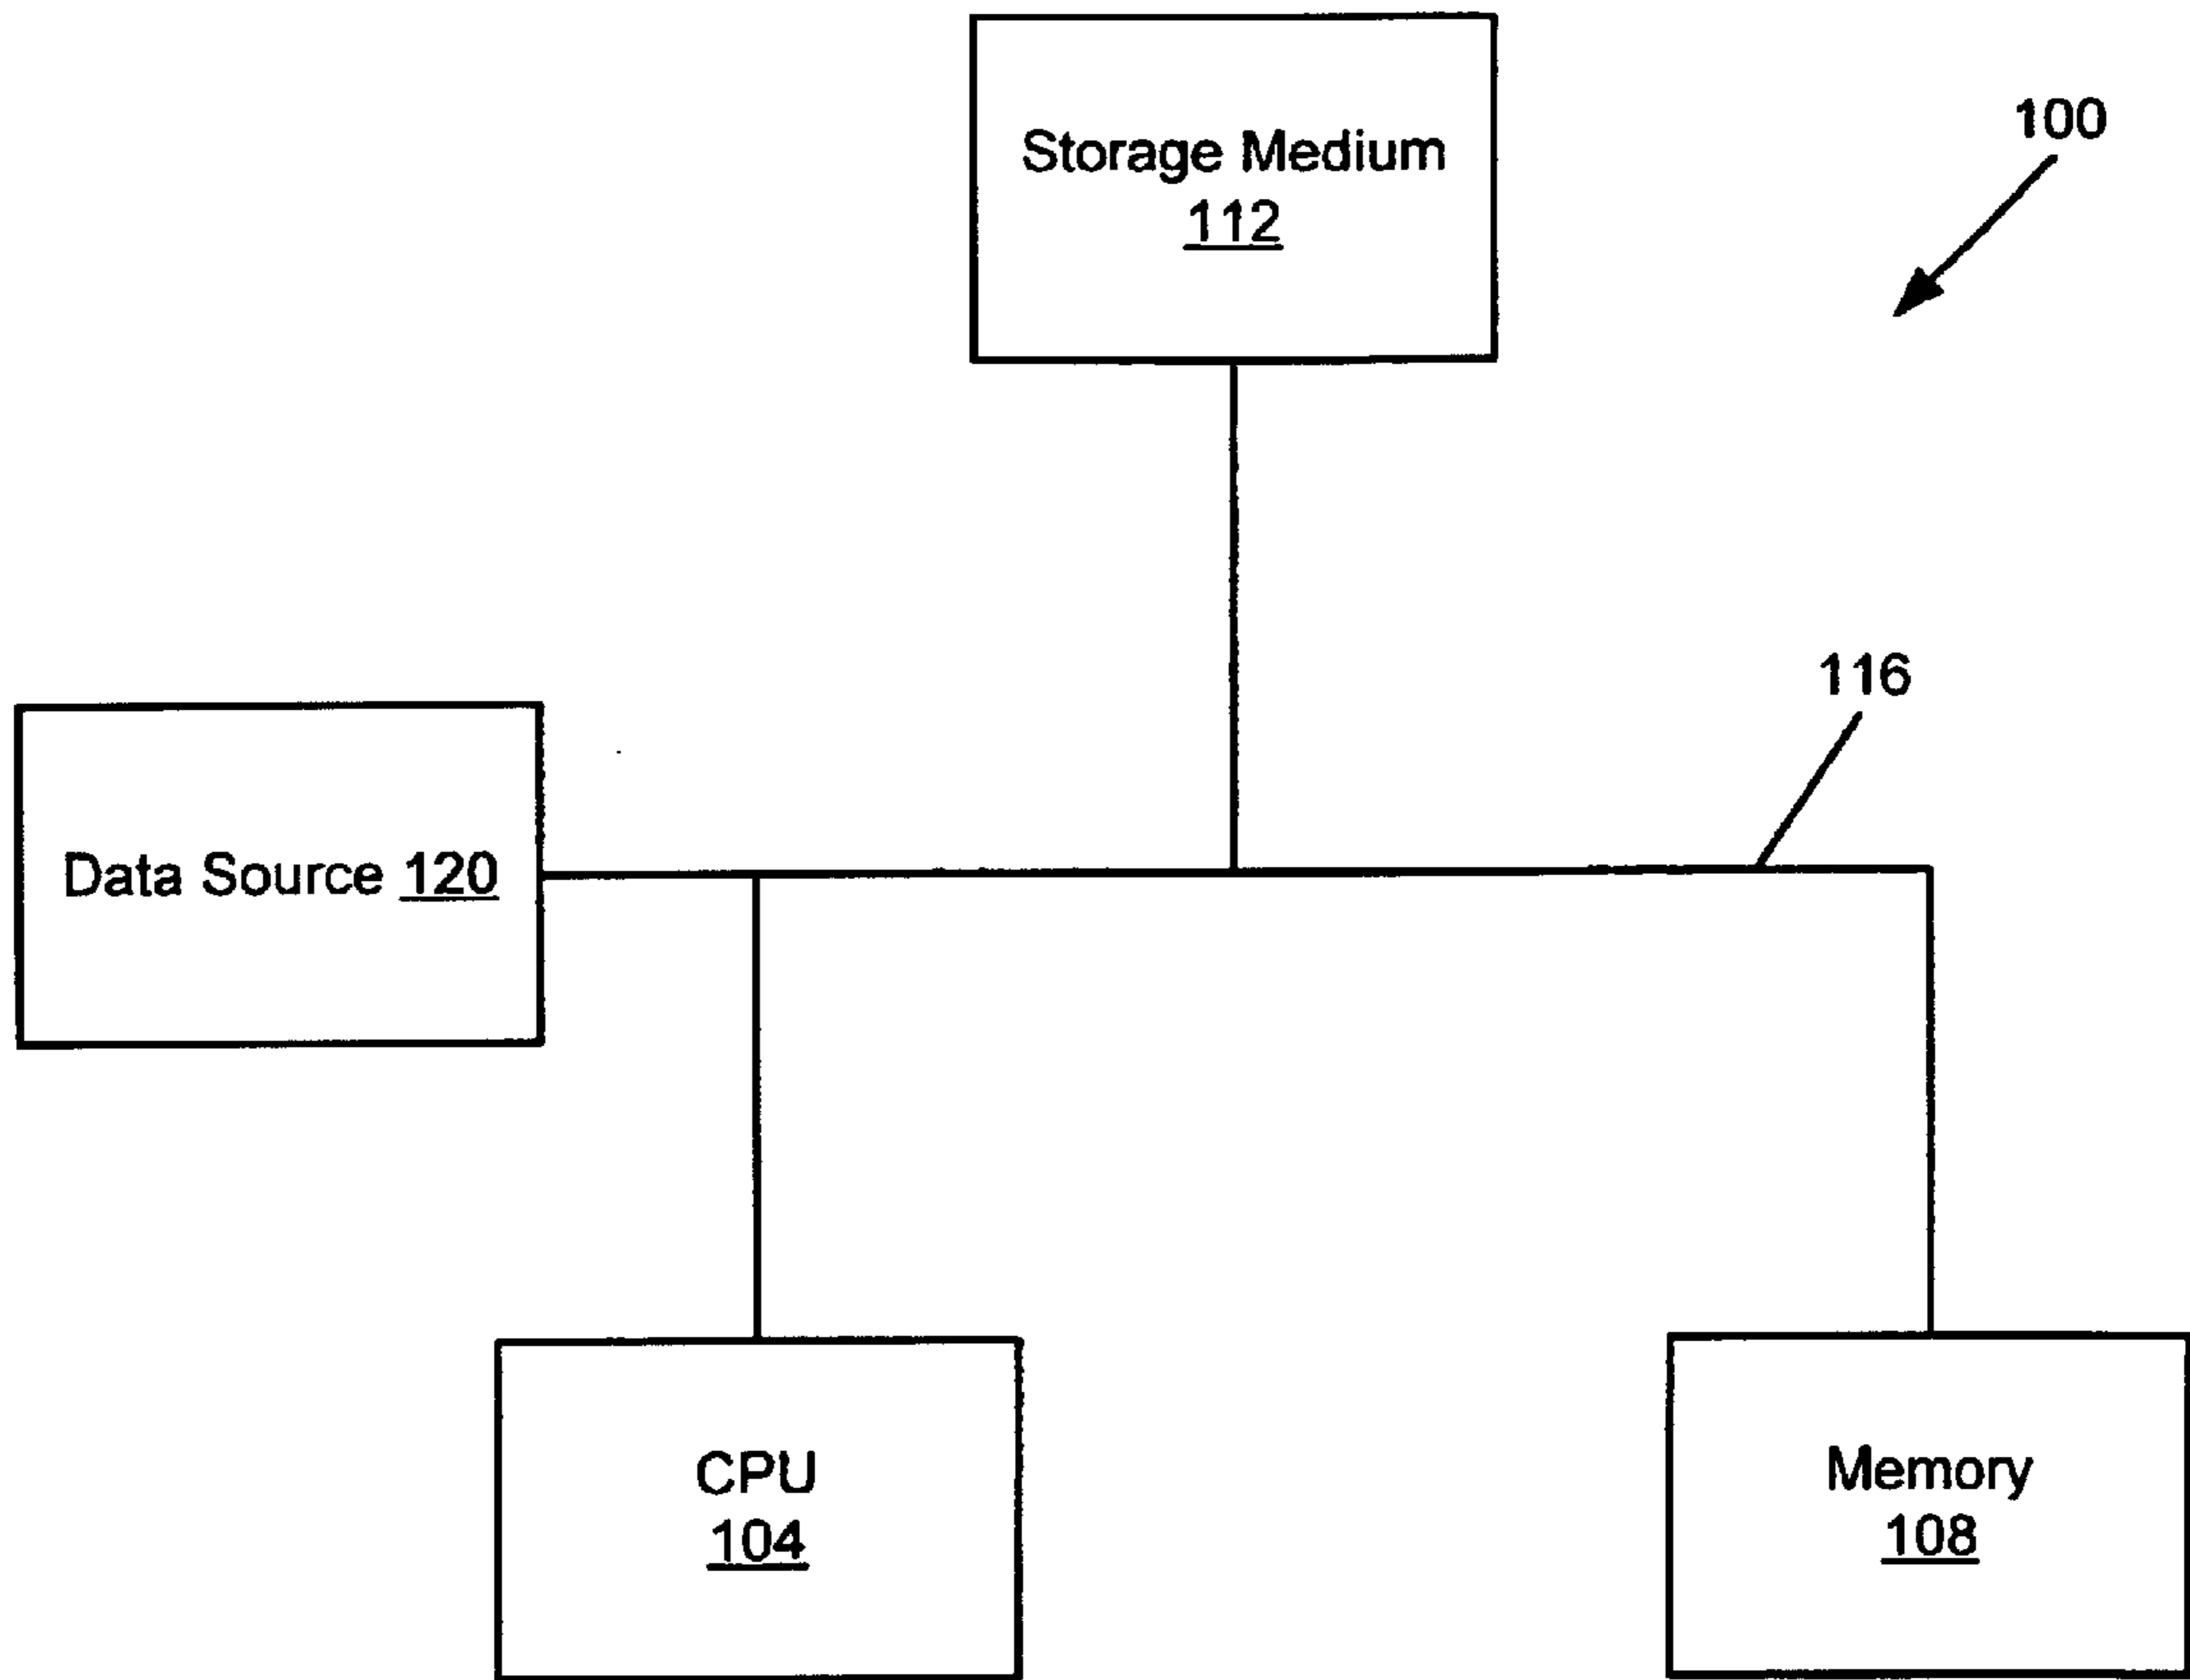 Storage Medium
112
100
116
Data Source 120
CPU
104
Memory
108